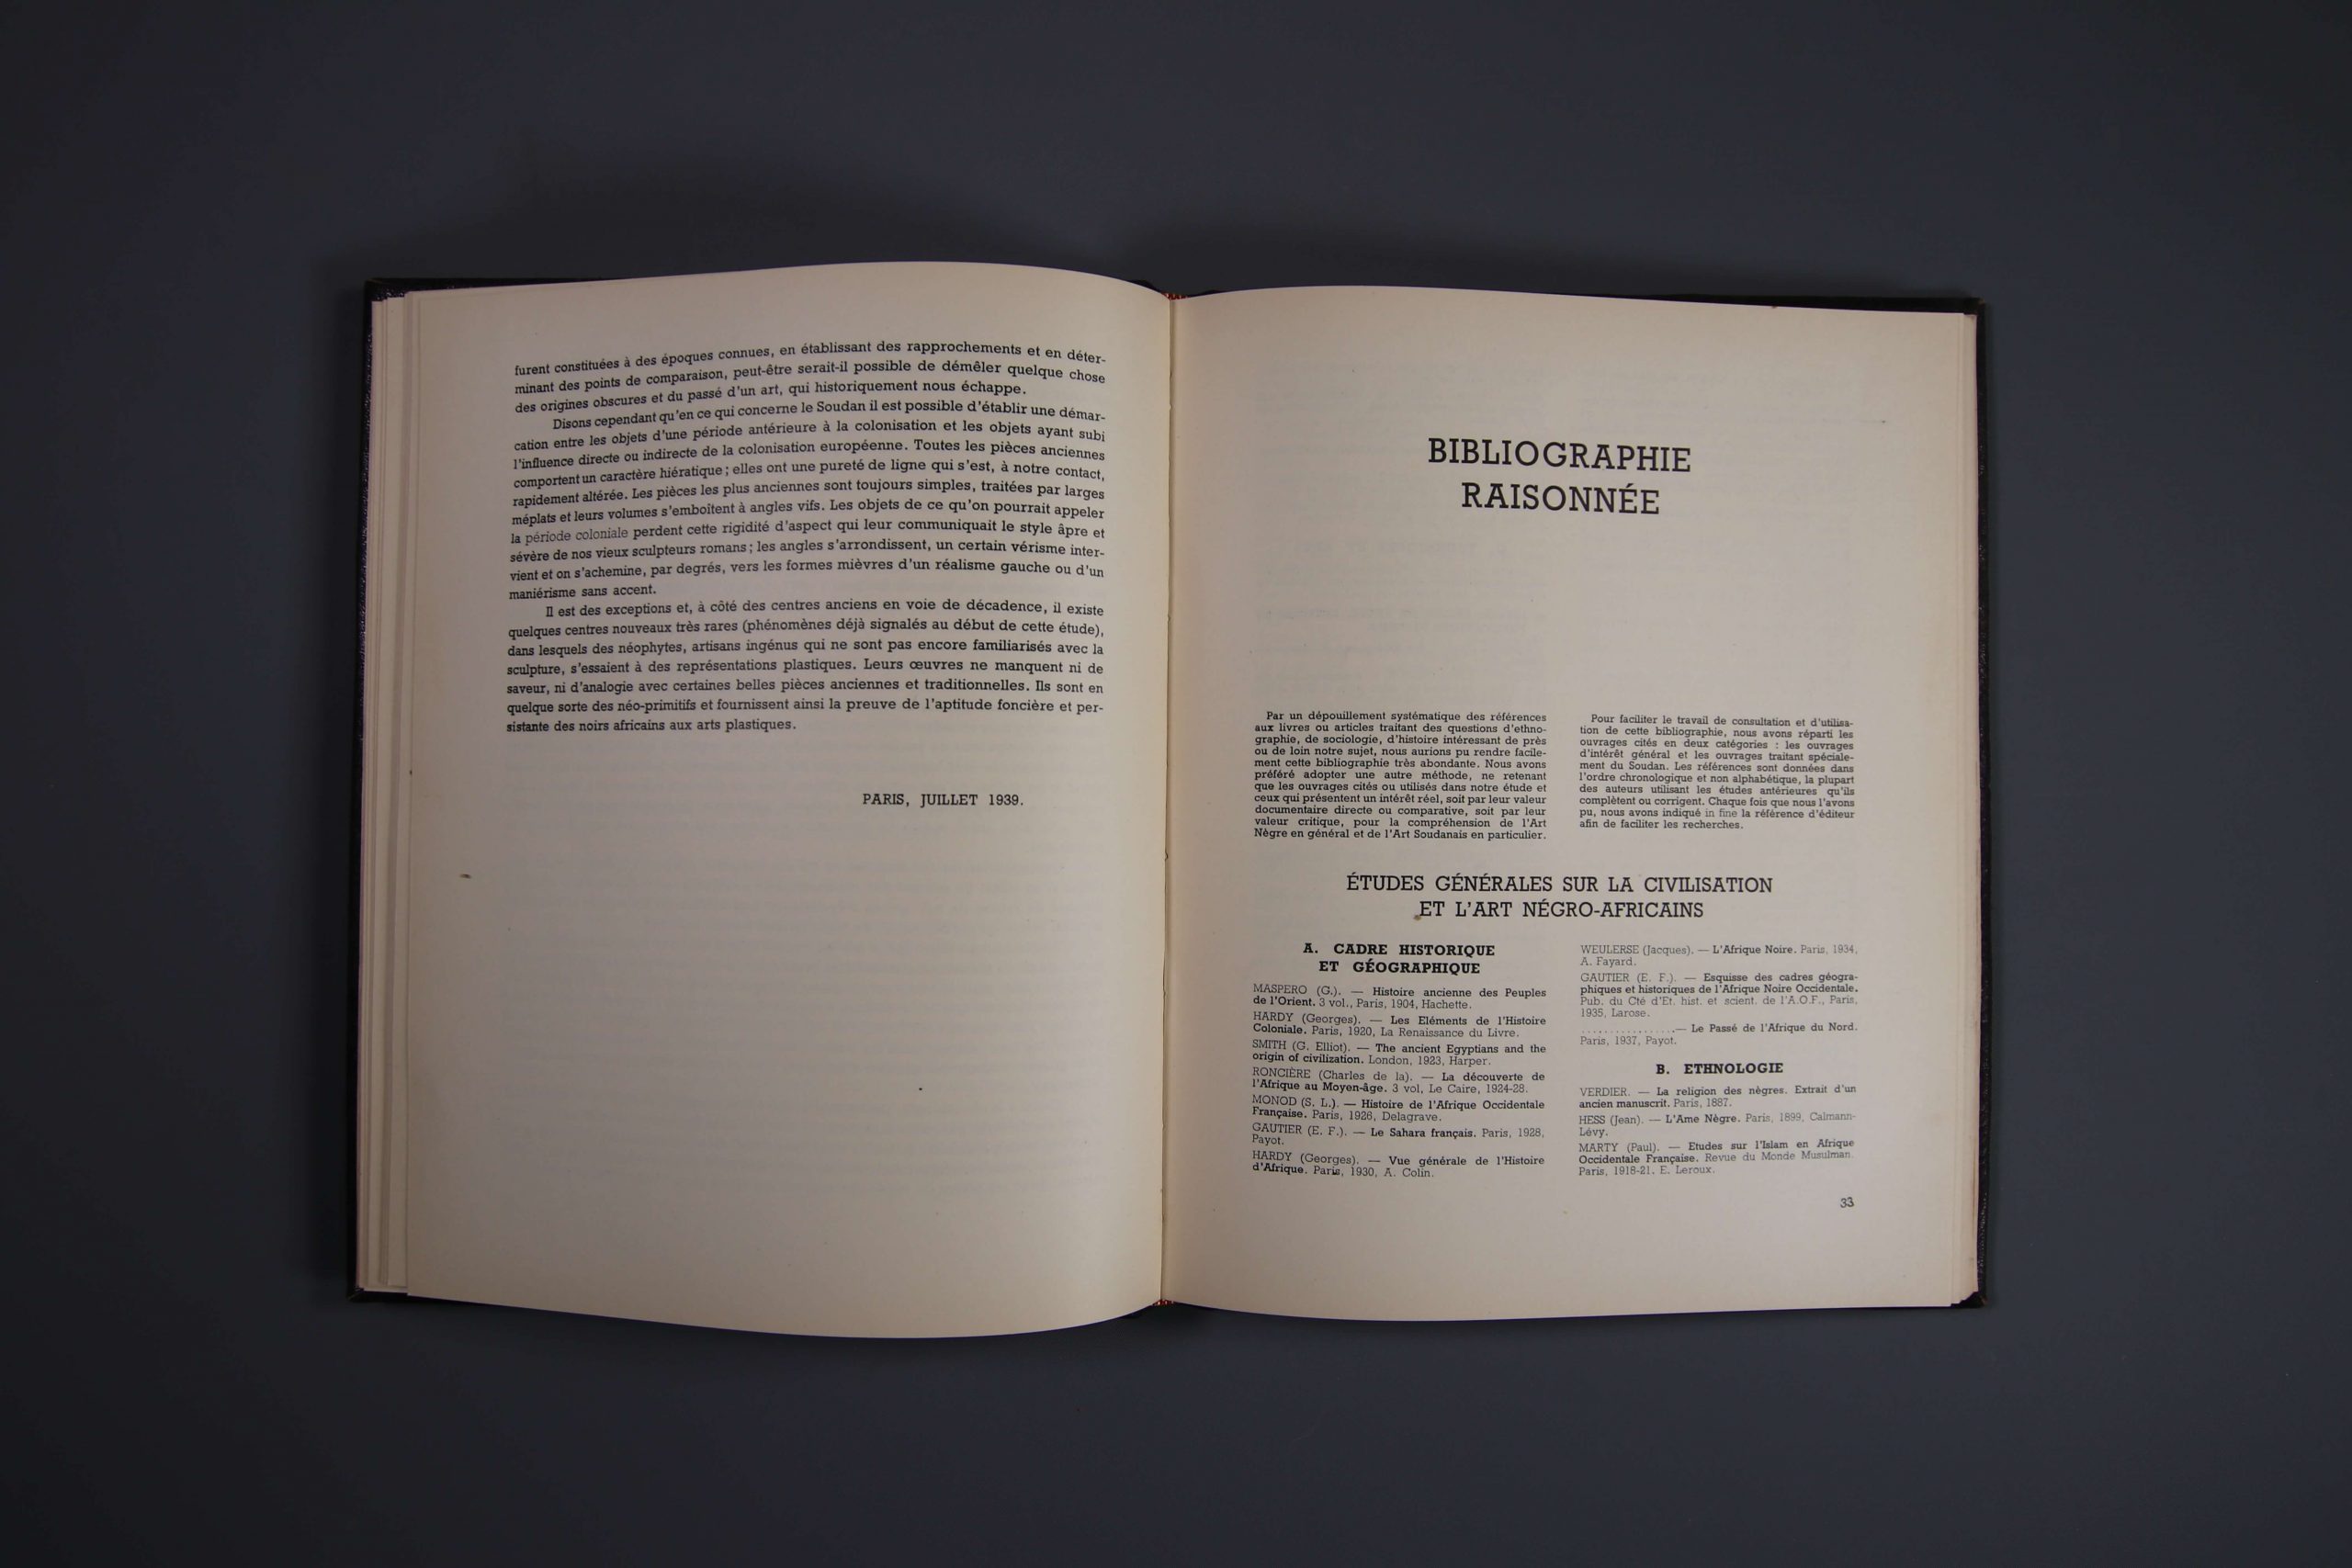 furent constituées à des époques connues, en établissant des rapprochements et en déter-
minant des points de comparaison, peut-être serait-il possible de démêler quelque chose
des origines obscures et du passé d'un art, qui historiquement nous échappe.
Disons cependant qu'en ce qui concerne le Soudan il est possible d'établir une démar-
cation entre les objets d'une période antérieure à la colonisation et les objets ayant subi
l'influence directe ou indirecte de la colonisation européenne. Toutes les pièces anciennes
comportent un caractère hiératique ; elles ont une pureté de ligne qui s'est, à notre contact,
rapidement altérée. Les pièces les plus anciennes sont toujours simples, traitées par larges
méplats et leurs volumes s'emboîtent à angles vifs. Les objets de ce qu'on pourrait appeler
la période coloniale perdent cette rigidité d'aspect qui leur communiquait le style âpre et
sévère de nos vieux sculpteurs romans ; les angles s'arrondissent, un certain vérisme inter-
vient et on s'achemine, par degrés, vers les formes mièvres d'un réalisme gauche ou d'un
maniérisme sans accent.
Il est des exceptions et, à côté des centres anciens en voie de décadence, il existe
quelques centres nouveaux très rares (phénomènes déjà signalés au début de cette étude),
dans lesquels des néophytes, artisans ingénus qui ne sont pas encore familiarisés avec la
sculpture, s'essaient à des représentations plastiques. Leurs œuvres ne manquent ni de
saveur, ni d'analogie avec certaines belles pièces anciennes et traditionnelles. Ils sont en
quelque sorte des néo-primitifs et fournissent ainsi la preuve de l'aptitude foncière et per-
sistante des noirs africains aux arts plastiques.
PARIS, JUILLET 1939.
BIBLIOGRAPHIE
RAISONNÉE
Par un dépouillement systématique des références
aux livres ou articles traitant des questions d'ethno-
graphie, de sociologie, d'histoire intéressant de près
ou de loin notre sujet, nous aurions pu rendre facile-
ment cette bibliographie très abondante. Nous avons
préféré adopter une autre méthode, ne retenant
que les ouvrages cités ou utilisés dans notre étude et
ceux qui présentent un intérêt réel, soit par leur valeur
documentaire directe ou comparative, soit par leur
valeur critique, pour la compréhension de l'Art
Nègre en général et de l'Art Soudanais en particulier.
Pour faciliter le travail de consultation et d'utilisa-
tion de cette bibliographie, nous avons réparti les
ouvrages cités en deux catégories : les ouvrages
d'intérêt général et les ouvrages traitant spéciale-
ment du Soudan. Les références sont données dans
l'ordre chronologique et non alphabétique, la plupart
des auteurs utilisant les études antérieures qu'ils
complètent ou corrigent. Chaque fois que nous l'avons
pu, nous avons indiqué in fine la référence d'éditeur
afin de faciliter les recherches.
ÉTUDES GÉNÉRALES SUR LA CIVILISATION
ET L'ART NÉGRO-AFRICAINS
A. CADRE HISTORIQUE
ET GÉOGRAPHIQUE
MASPERO (G.). — Histoire ancienne des Peuples
de l'Orient. 3 vol., Paris, 1904, Hachette.
HARDY (Georges). — Les Eléments de l'Histoire
Coloniale. Paris, 1920, La Renaissance du Livre.
SMITH (G. Elliot). — The ancient Egyptians and the
origin of civilization. London, 1923, Harper.
RONCIÈRE (Charles de la). — La découverte de
l'Afrique au Moyen-âge. 3 vol, Le Caire, 1924-28.
MONOD (S. L.). — Histoire de l'Afrique Occidentale
Française. Paris, 1926, Delagrave.
GAUTIER (E. F.). — Le Sahara français. Paris, 1928,
Payot.
HARDY (Georges). — Vue générale de l'Histoire
d'Afrique. Paris, 1930, A. Colin.
WEULERSE (Jacques). — L'Afrique Noire. Paris, 1934,
A. Fayard.
GAUTIER (E. F.). — Esquisse des cadres géogra-
phiques et historiques de l'Afrique Noire Occidentale.
Pub. du Cté d'Et. hist. et scient. de l'A.O.F., Paris,
1935, Larose.
................— Le Passé de l'Afrique du Nord.
Paris, 1937, Payot.
B. ETHNOLOGIE
VERDIER. — La religion des nègres. Extrait d'un
ancien manuscrit. Paris, 1887.
HESS (Jean). — L'Ame Nègre. Paris, 1899, Calmann-
Lévy.
MARTY (Paul). — Etudes sur l'Islam en Afrique
Occidentale Française. Revue du Monde Musulman
Paris, 1918-21. E. Leroux.
33